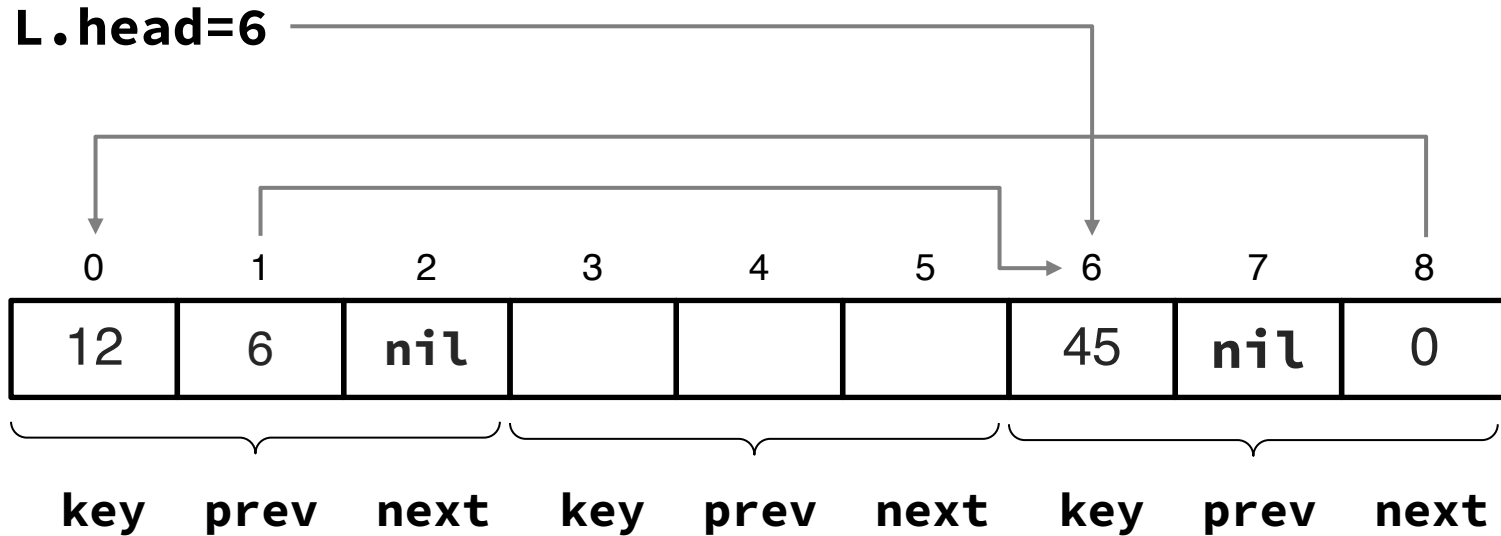 L.head=6
0 1 2 3 4 5 6 7 8
12 6 nil 45 nil 0
key prev next key prev next key prev next